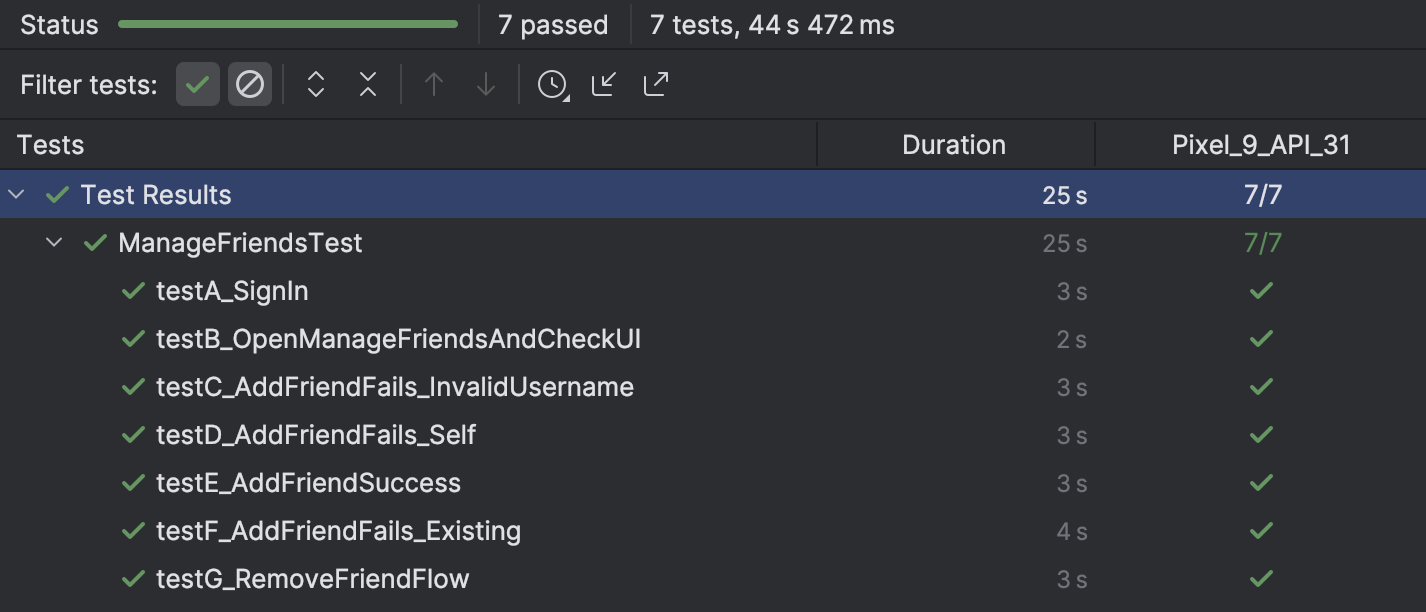 Status 7 passed 7 tests, 44 s 472 ms
Filter tests:
Tests Duration Pixel_9_API_31
Test Results 25 s 7/7
ManageFriendsTest 25 s 7/7
testA_SignIn 3 s
testB_OpenManageFriendsAndCheckUI 2 s
testC_AddFriendFails_InvalidUsername 3 s
testD_AddFriendFails_Self 3 s
testE_AddFriendSuccess 3 s
testF_AddFriendFails_Existing 4 s
testG_RemoveFriendFlow 3 s